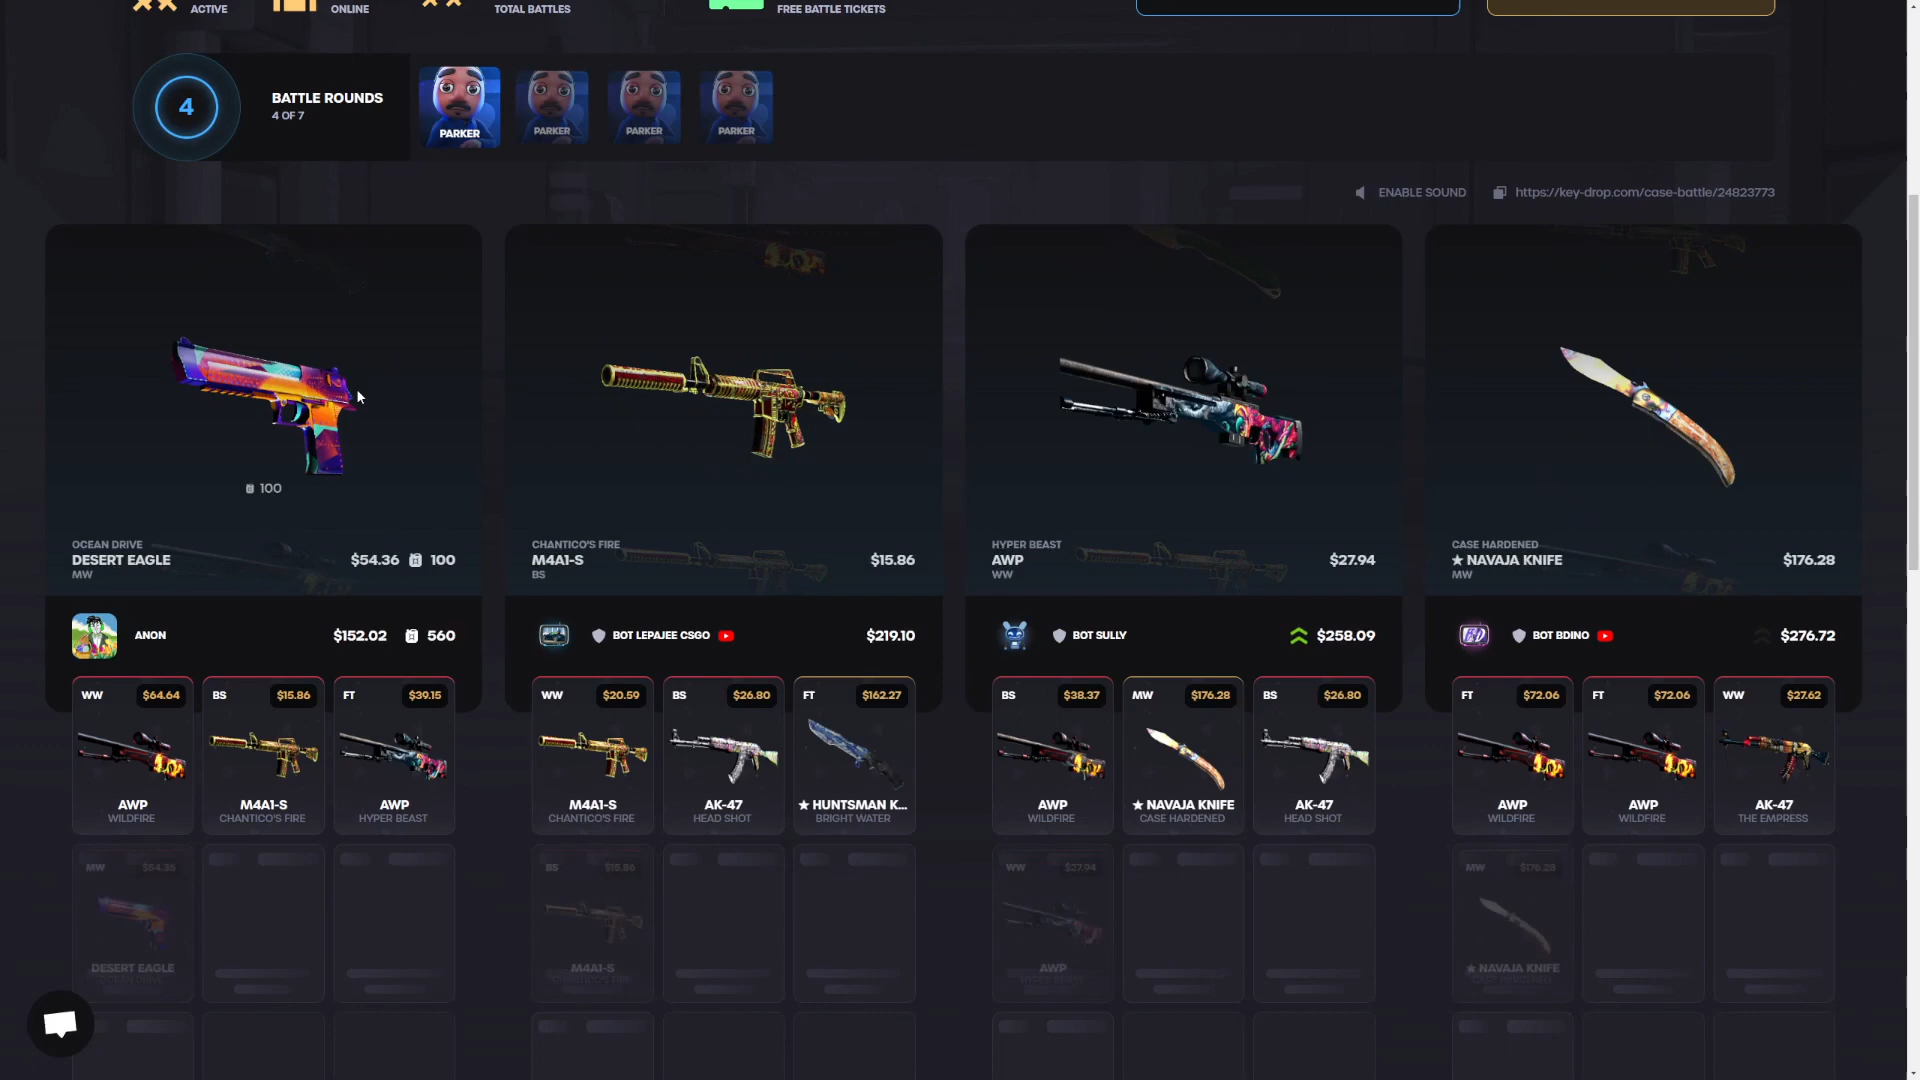 ACTIVE
ONLINE
TOTAL BATTLES
FREE BATTLE TICKETS
4
BATTLE ROUNDS
4 OF 7
PARKER
PARKER
PARKER
PARKER
ENABLE SOUND
https://key-drop.com/case-battle/24823773
100
OCEAN DRIVE
DESERT EAGLE
MW
$54.36 100
CHANTICO'S FIRE
M4A1-S
BS
$15.86
HYPER BEAST
AWP
WW
$27.94
CASE HARDENED
★ NAVAJA KNIFE
MW
$176.28
ANON
$152.02 560
BOT LEPAJEE CSGO
$219.10
BOT SULLY
$258.09
BOT BDINO
$276.72
WW $64.64
AWP
WILDFIRE
BS $15.86
M4A1-S
CHANTICO'S FIRE
FT $39.15
AWP
HYPER BEAST
WW $20.59
M4A1-S
CHANTICO'S FIRE
BS $26.80
AK-47
HEAD SHOT
FT $162.27
★ HUNTSMAN K...
BRIGHT WATER
BS $38.37
AWP
WILDFIRE
MW $176.28
★ NAVAJA KNIFE
CASE HARDENED
BS $26.80
AK-47
HEAD SHOT
FT $72.06
AWP
WILDFIRE
FT $72.06
AWP
WILDFIRE
WW $27.62
AK-47
THE EMPRESS
MW $54.36
DESERT EAGLE
BS $15.86
M4A1-S
WW $27.94
AWP
MW $176.28
★ NAVAJA KNIFE